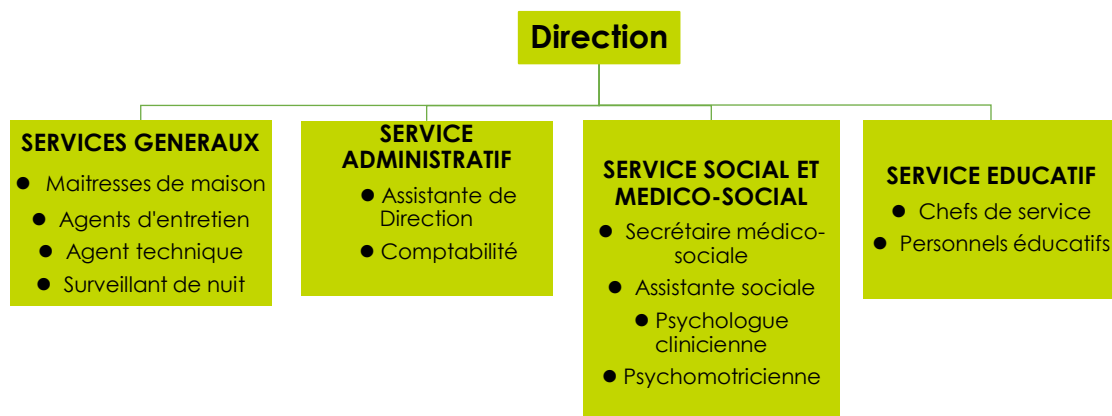 Direction
SERVICES GENERAUX
● Maitresses de maison
● Agents d'entretien
● Agent technique
● Surveillant de nuit
SERVICE
ADMINISTRATIF
● Assistante de
Direction
● Comptabilité
SERVICE SOCIAL ET
MEDICO-SOCIAL
● Secrétaire médico-
sociale
● Assistante sociale
● Psychologue
clinicienne
● Psychomotricienne
SERVICE EDUCATIF
● Chefs de service
● Personnels éducatifs